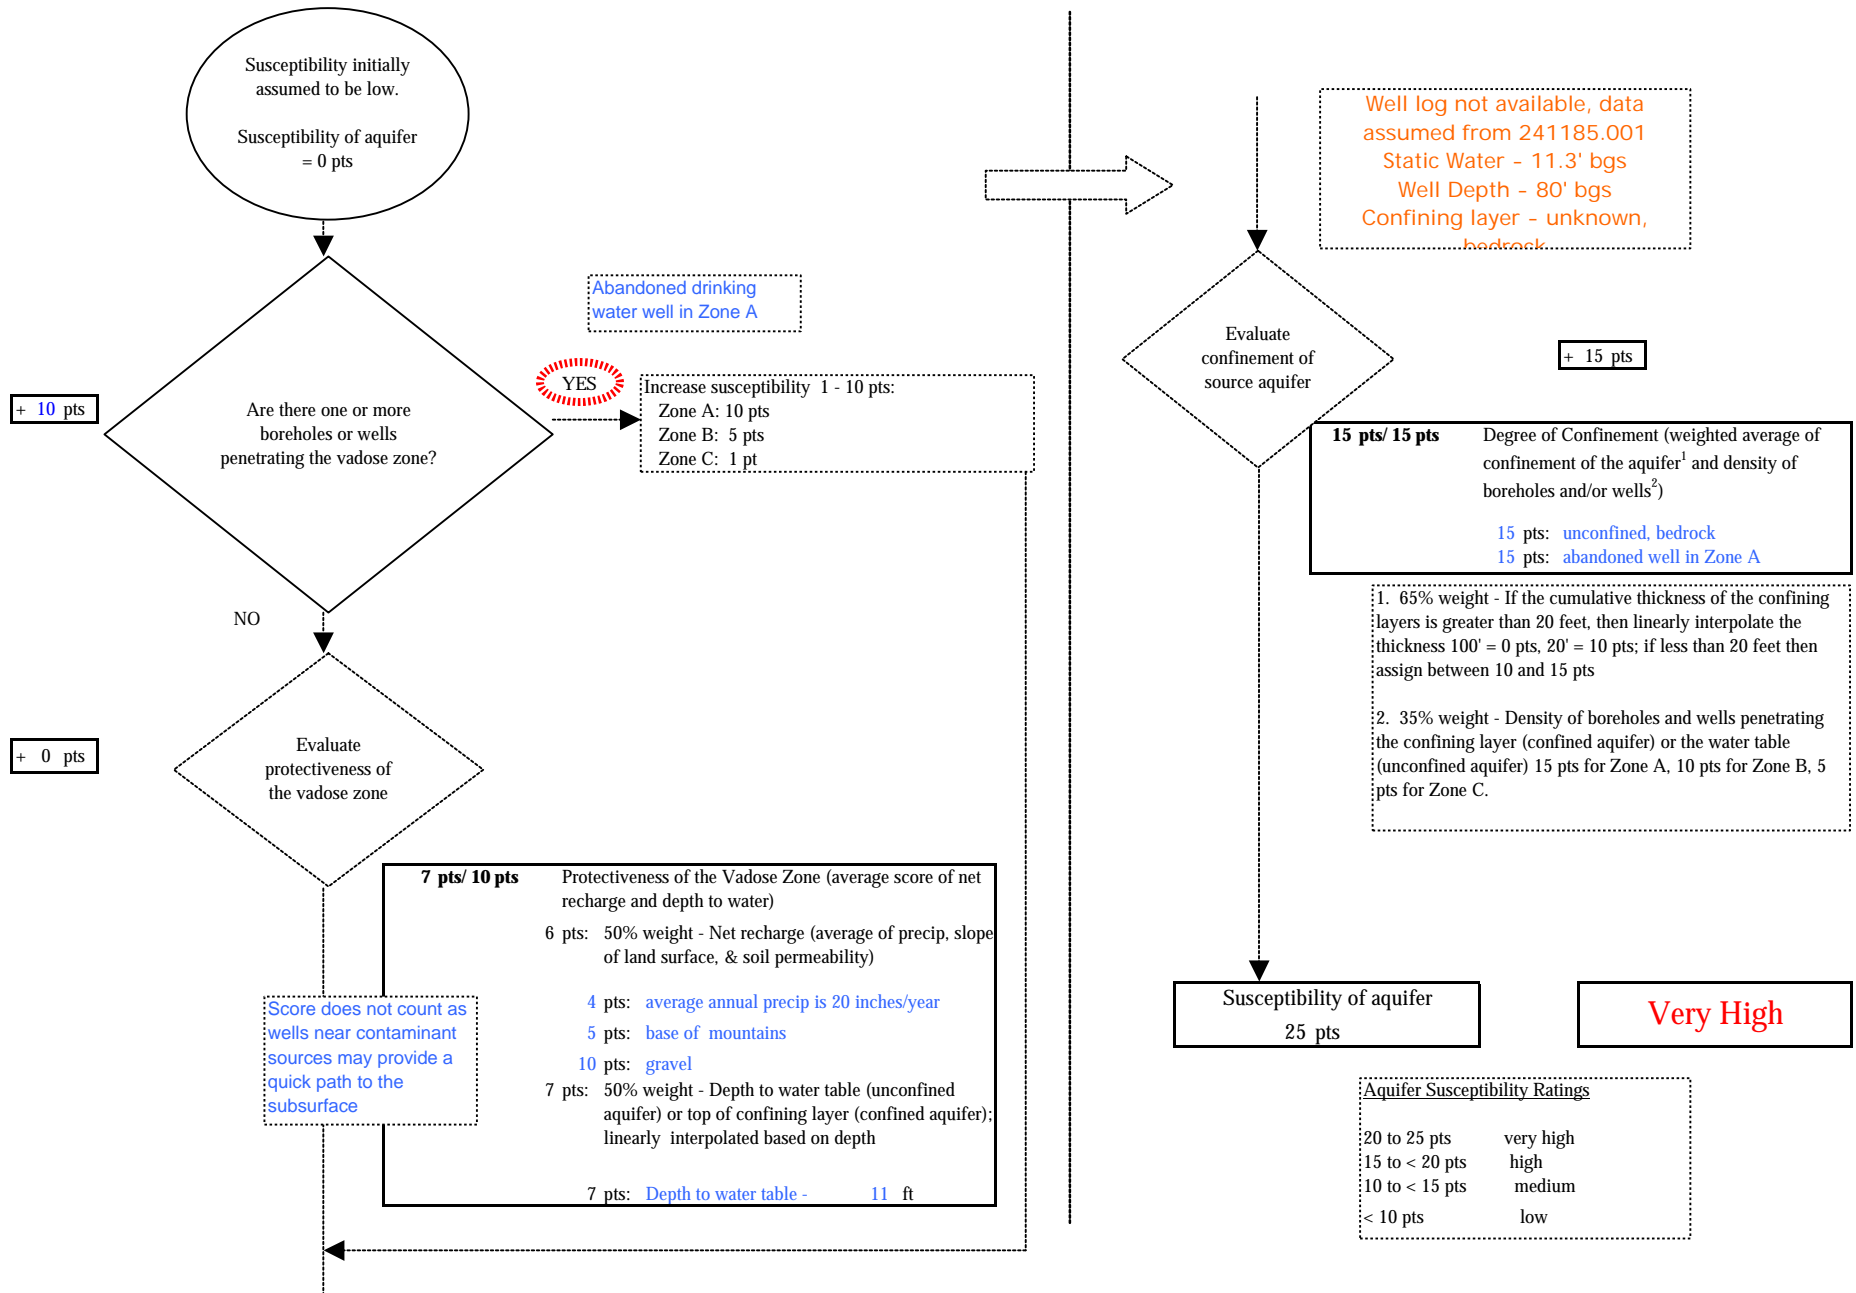 Susceptibility initially
assumed to be low.
Susceptibility of aquifer
= 0 pts
Abandoned drinking
water well in Zone A
YES
+ 10 pts
Are there one or more
boreholes or wells
penetrating the vadose zone?
Increase susceptibility 1 - 10 pts:
Zone A: 10 pts
Zone B: 5 pts
Zone C: 1 pt
NO
+ 0 pts
Evaluate
protectiveness of
the vadose zone
7 pts/ 10 pts Protectiveness of the Vadose Zone (average score of net
recharge and depth to water)
6 pts: 50% weight - Net recharge (average of precip, slope
of land surface, & soil permeability)
4 pts: average annual precip is 20 inches/year
5 pts: base of mountains
10 pts: gravel
7 pts: 50% weight - Depth to water table (unconfined
aquifer) or top of confining layer (confined aquifer);
linearly interpolated based on depth
7 pts: Depth to water table - 11 ft
Score does not count as
wells near contaminant
sources may provide a
quick path to the
subsurface
Well log not available, data
assumed from 241185.001
Static Water - 11.3' bgs
Well Depth - 80' bgs
Confining layer - unknown,
bedrock
Evaluate
confinement of
source aquifer
+ 15 pts
15 pts/ 15 pts Degree of Confinement (weighted average of
confinement of the aquifer1 and density of
boreholes and/or wells2)
15 pts: unconfined, bedrock
15 pts: abandoned well in Zone A
1. 65% weight - If the cumulative thickness of the confining
layers is greater than 20 feet, then linearly interpolate the
thickness 100' = 0 pts, 20' = 10 pts; if less than 20 feet then
assign between 10 and 15 pts
2. 35% weight - Density of boreholes and wells penetrating
the confining layer (confined aquifer) or the water table
(unconfined aquifer) 15 pts for Zone A, 10 pts for Zone B, 5
pts for Zone C.
Susceptibility of aquifer
25 pts
Very High
Aquifer Susceptibility Ratings
20 to 25 pts very high
15 to < 20 pts high
10 to < 15 pts medium
< 10 pts low